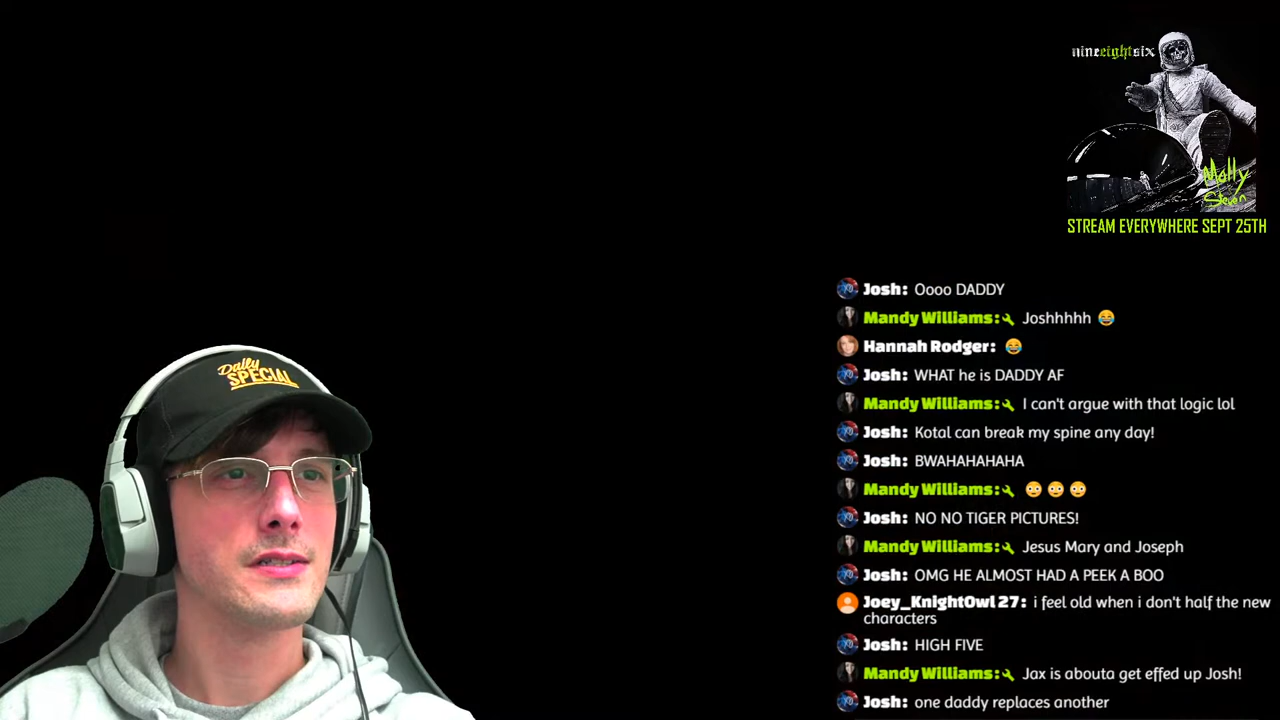 nineeightsix
Molly
Steven
STREAM EVERYWHERE SEPT 25TH
Josh: Oooo DADDY
Mandy Williams: Joshhhhh 😂
Hannah Rodger: 😂
Josh: WHAT he is DADDY AF
Mandy Williams: I can't argue with that logic lol
Josh: Kotal can break my spine any day!
Josh: BWAHAHAHAHA
Mandy Williams: 😳 😳 😳
Josh: NO NO TIGER PICTURES!
Mandy Williams: Jesus Mary and Joseph
Josh: OMG HE ALMOST HAD A PEEK A BOO
Joey_KnightOwl 27: i feel old when i don't half the new
characters
Josh: HIGH FIVE
Mandy Williams: Jax is abouta get effed up Josh!
Josh: one daddy replaces another
Daily
SPECIAL